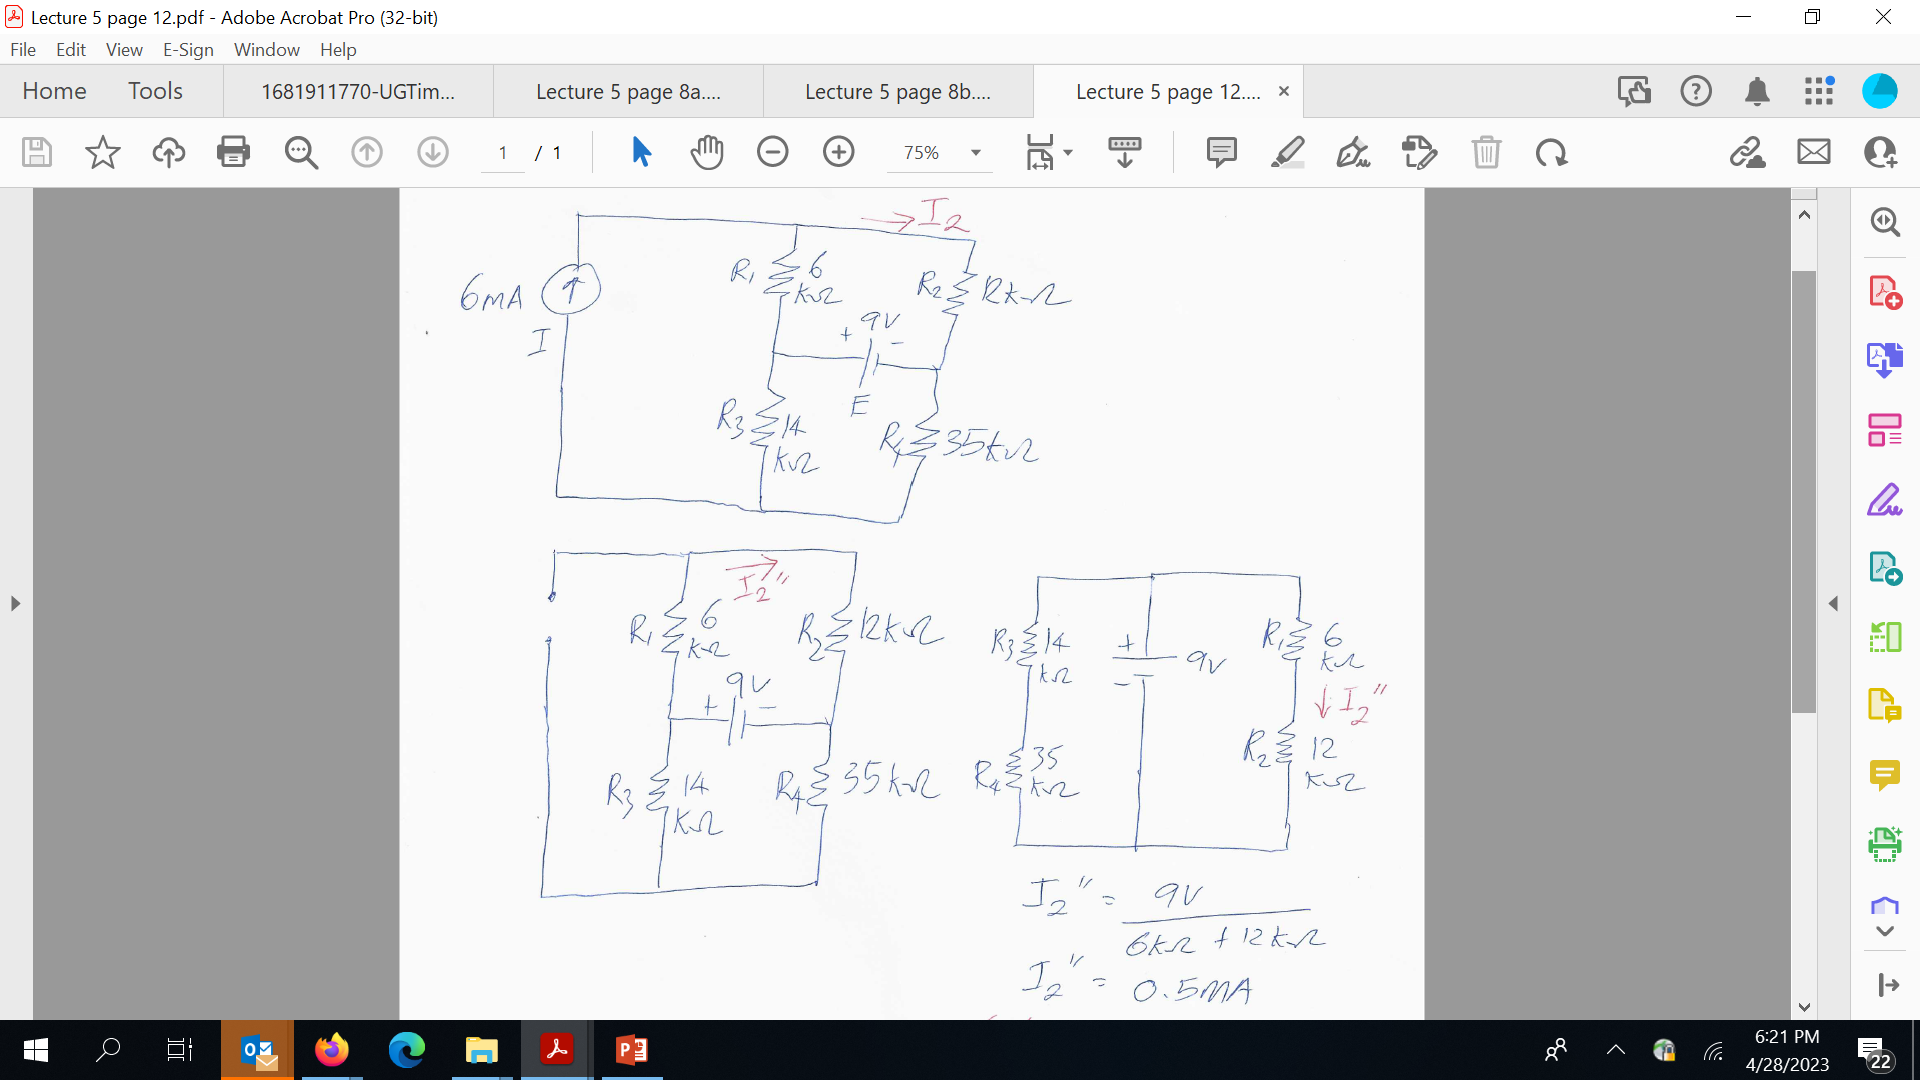 Lecture 5 page 12.pdf - Adobe Acrobat Pro (32-bit)
File Edit View E-Sign Window Help
Home Tools 1681911770-UGTim... Lecture 5 page 8a.... Lecture 5 page 8b.... Lecture 5 page 12.... ×
1 / 1 75%
→ I2
6mA
I
R1 6 kΩ
R2 12kΩ
+ 9V -
E
R3 14 kΩ
R4 35kΩ
→ I2''
R1 6 kΩ
R2 12kΩ
+ 9V -
R3 14 kΩ
R4 35kΩ
R3 14 kΩ
+
-
9V
R1 6 kΩ
↓ I2''
R4 35 kΩ
R2 12 kΩ
I2'' = 9V
6kΩ + 12kΩ
I2'' = 0.5mA
6:21 PM
4/28/2023
22